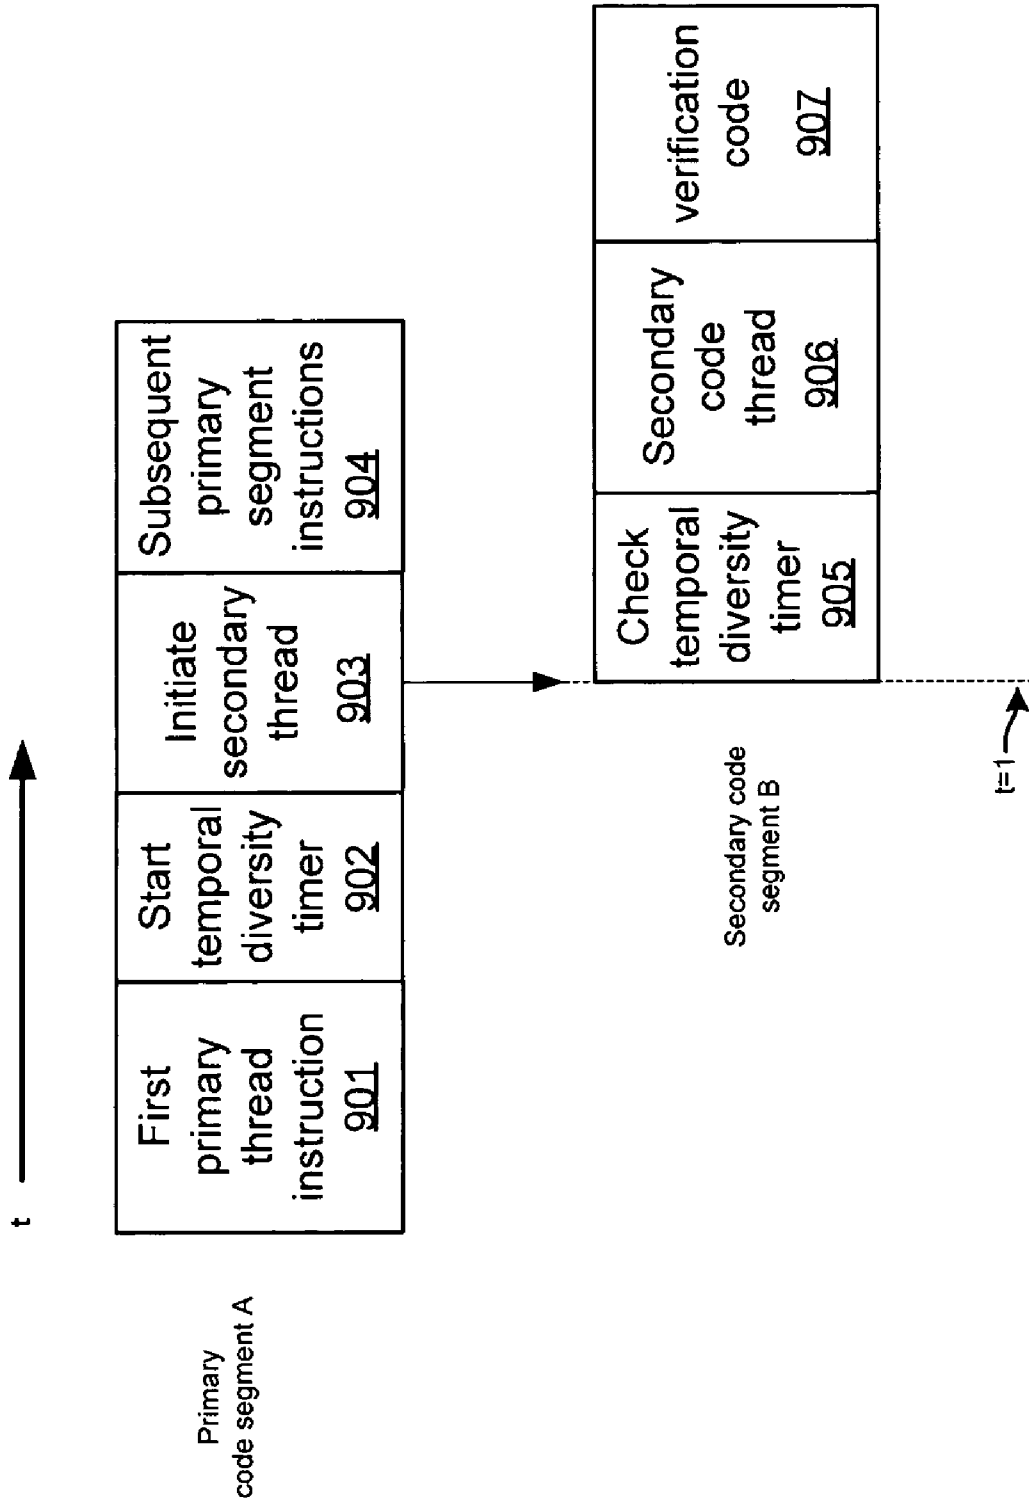 t
Primary
code segment A
First
primary
thread
instruction
901
Start
temporal
diversity
timer
902
Initiate
secondary
thread
903
Subsequent
primary
segment
instructions
904
Secondary code
segment B
Check
temporal
diversity
timer
905
Secondary
code
thread
906
verification
code
907
t=1